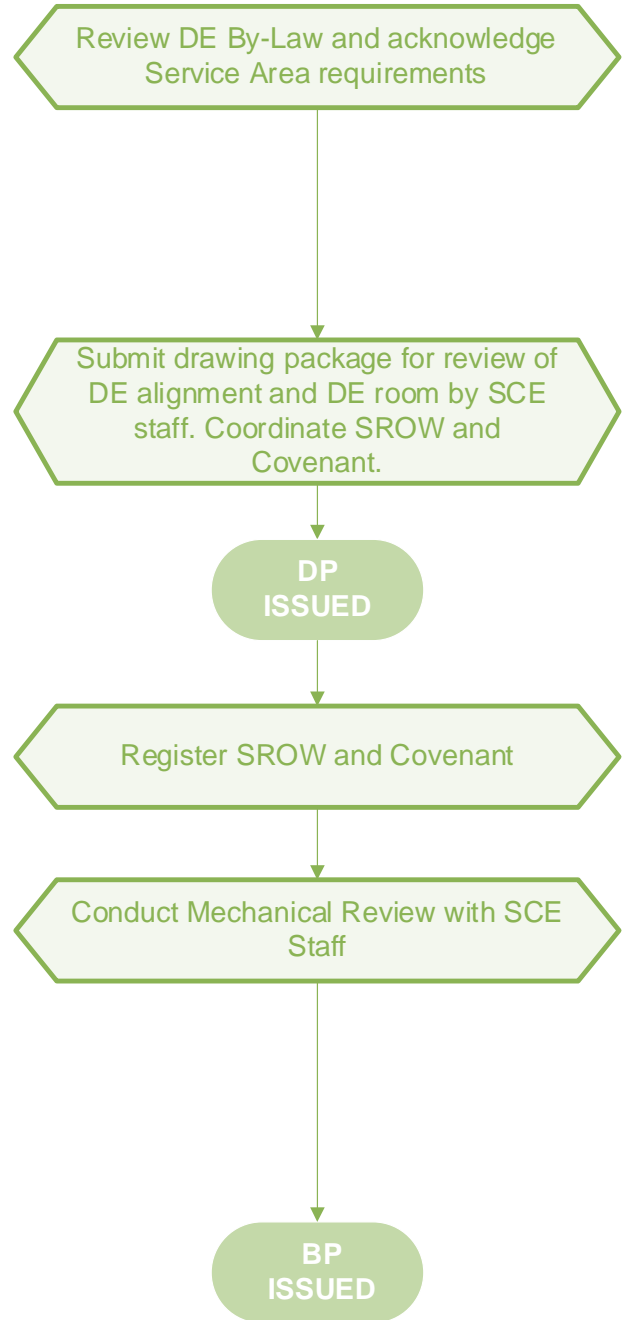 Review DE By-Law and acknowledge
Service Area requirements
Submit drawing package for review of
DE alignment and DE room by SCE
staff. Coordinate SROW and
Covenant.
DP
ISSUED
Register SROW and Covenant
Conduct Mechanical Review with SCE
Staff
BP
ISSUED